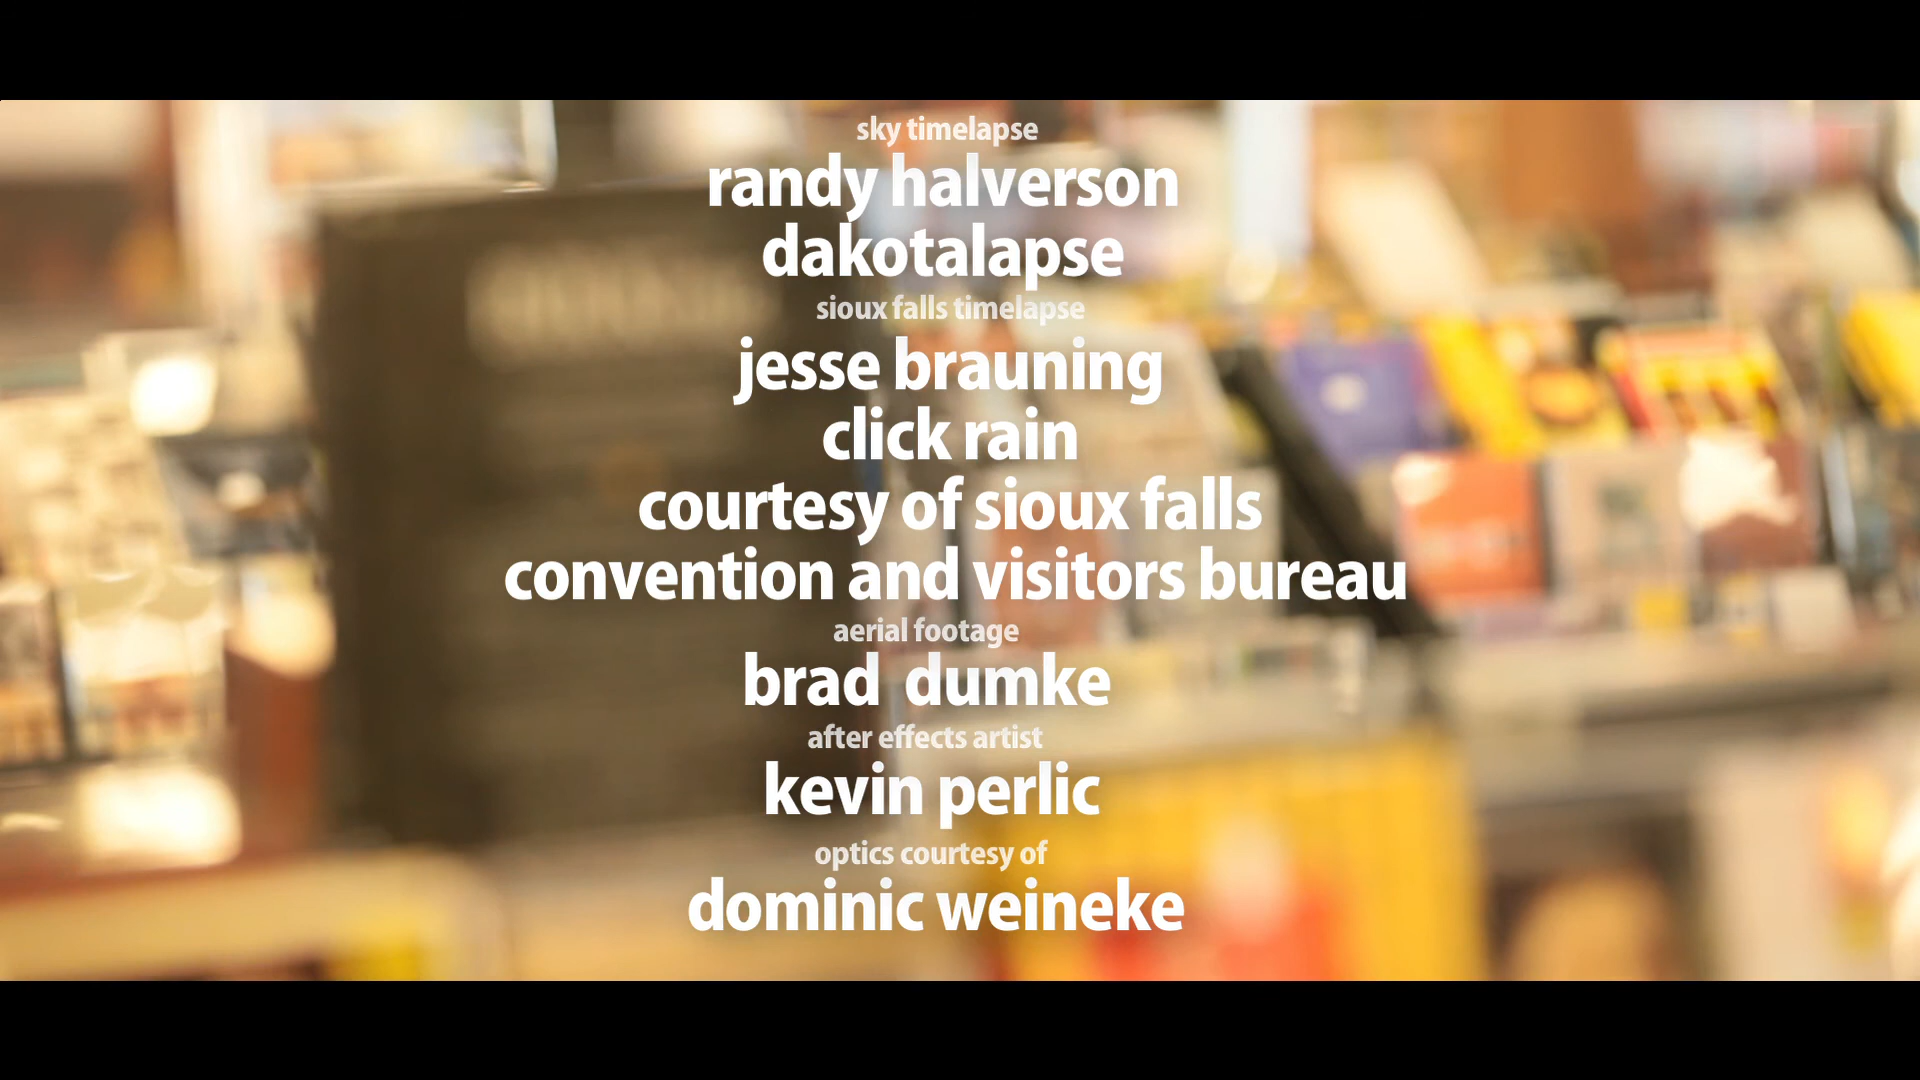 sky timelapse
randy halverson
dakotalapse
sioux falls timelapse
jesse brauning
click rain
courtesy of sioux falls
convention and visitors bureau
aerial footage
brad dumke
after effects artist
kevin perlic
optics courtesy of
dominic weineke